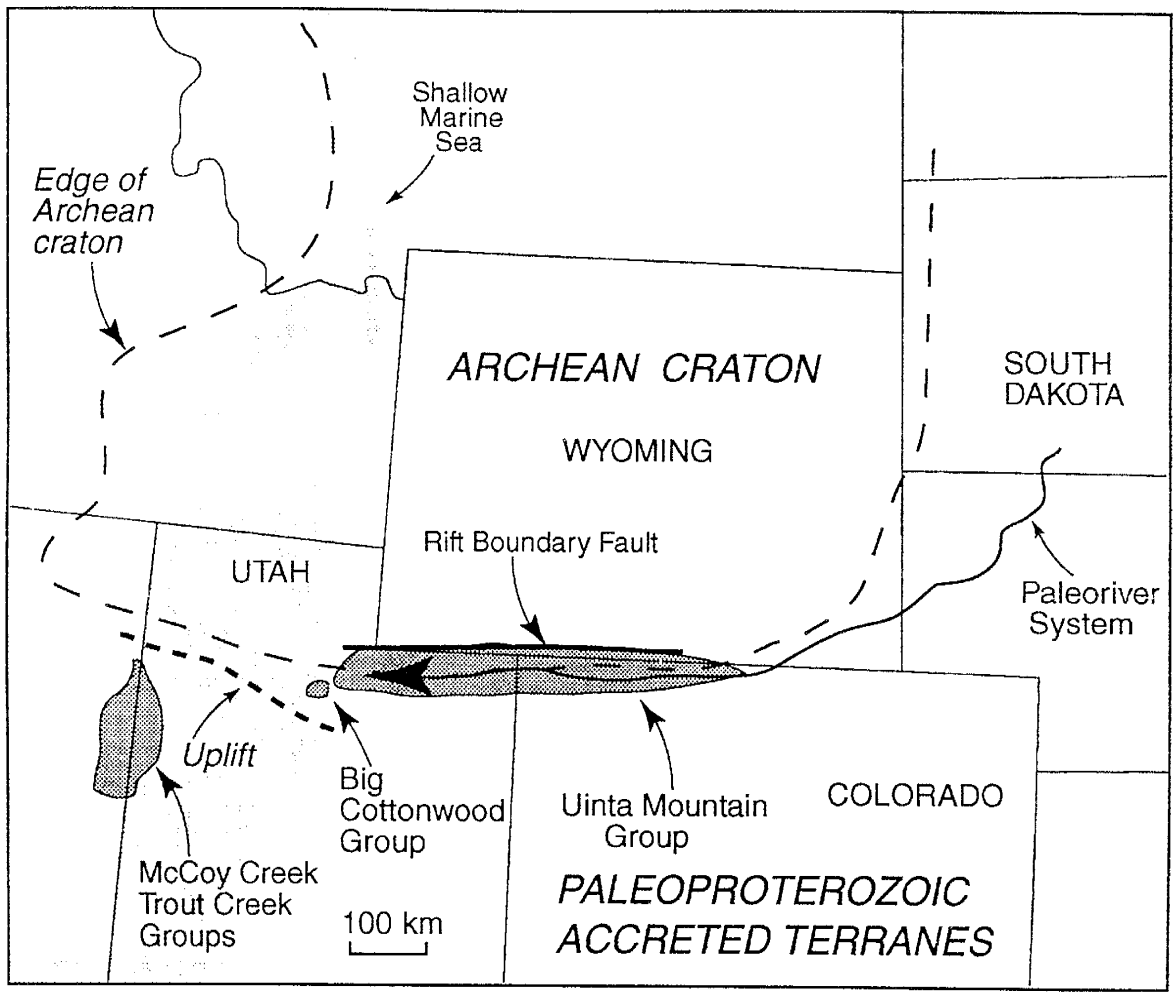 Shallow
Marine
Sea
Edge of
Archean
craton
ARCHEAN CRATON
WYOMING
SOUTH
DAKOTA
Rift Boundary Fault
UTAH
Paleoriver
System
Uplift
Big
Cottonwood
Group
Uinta Mountain
Group
COLORADO
McCoy Creek
Trout Creek
Groups
100 km
PALEOPROTEROZOIC
ACCRETED TERRANES